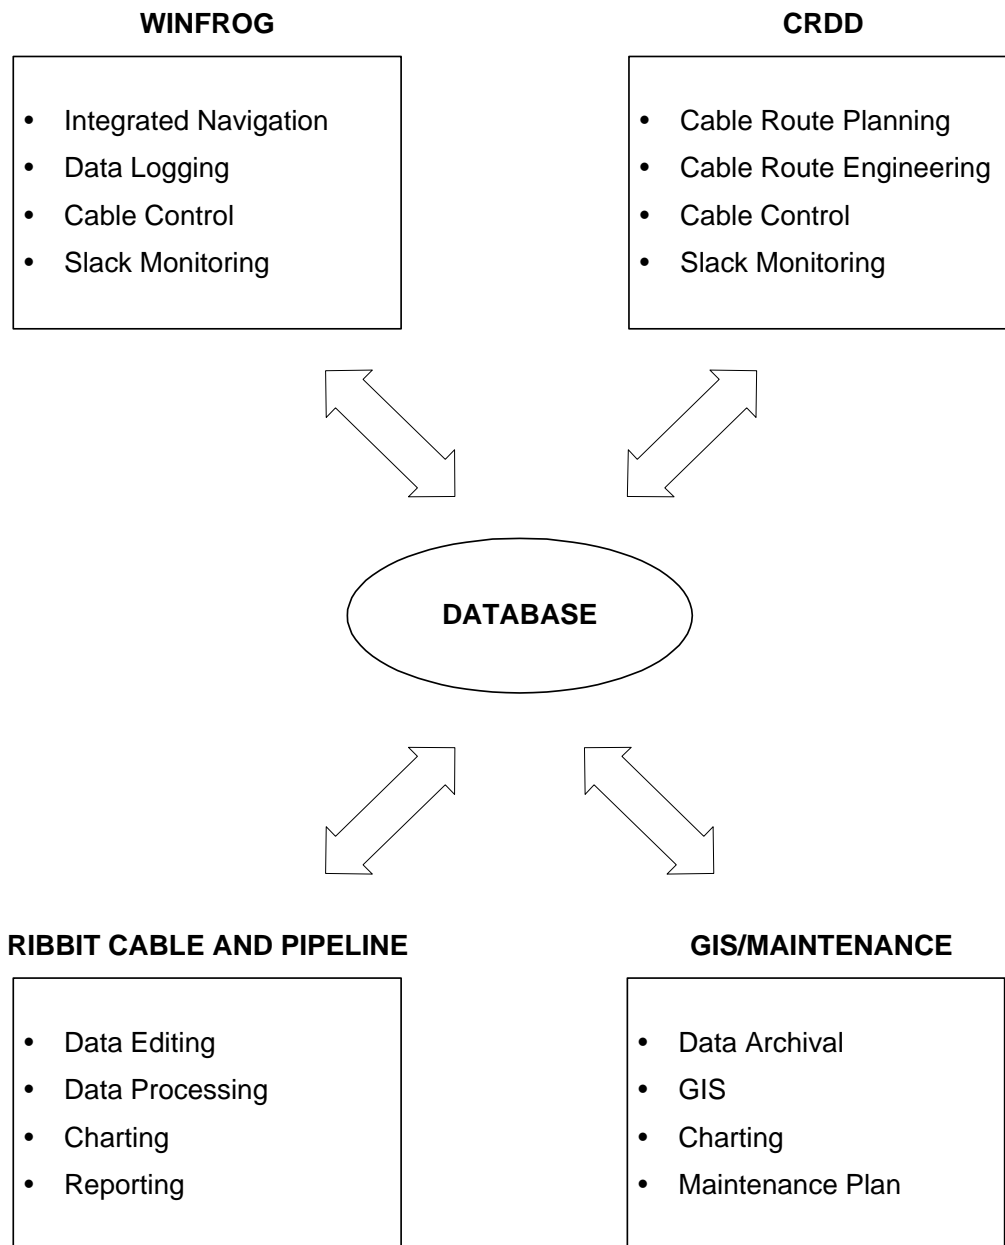 WINFROG
• Integrated Navigation
• Data Logging
• Cable Control
• Slack Monitoring
CRDD
• Cable Route Planning
• Cable Route Engineering
• Cable Control
• Slack Monitoring
DATABASE
RIBBIT CABLE AND PIPELINE
• Data Editing
• Data Processing
• Charting
• Reporting
GIS/MAINTENANCE
• Data Archival
• GIS
• Charting
• Maintenance Plan